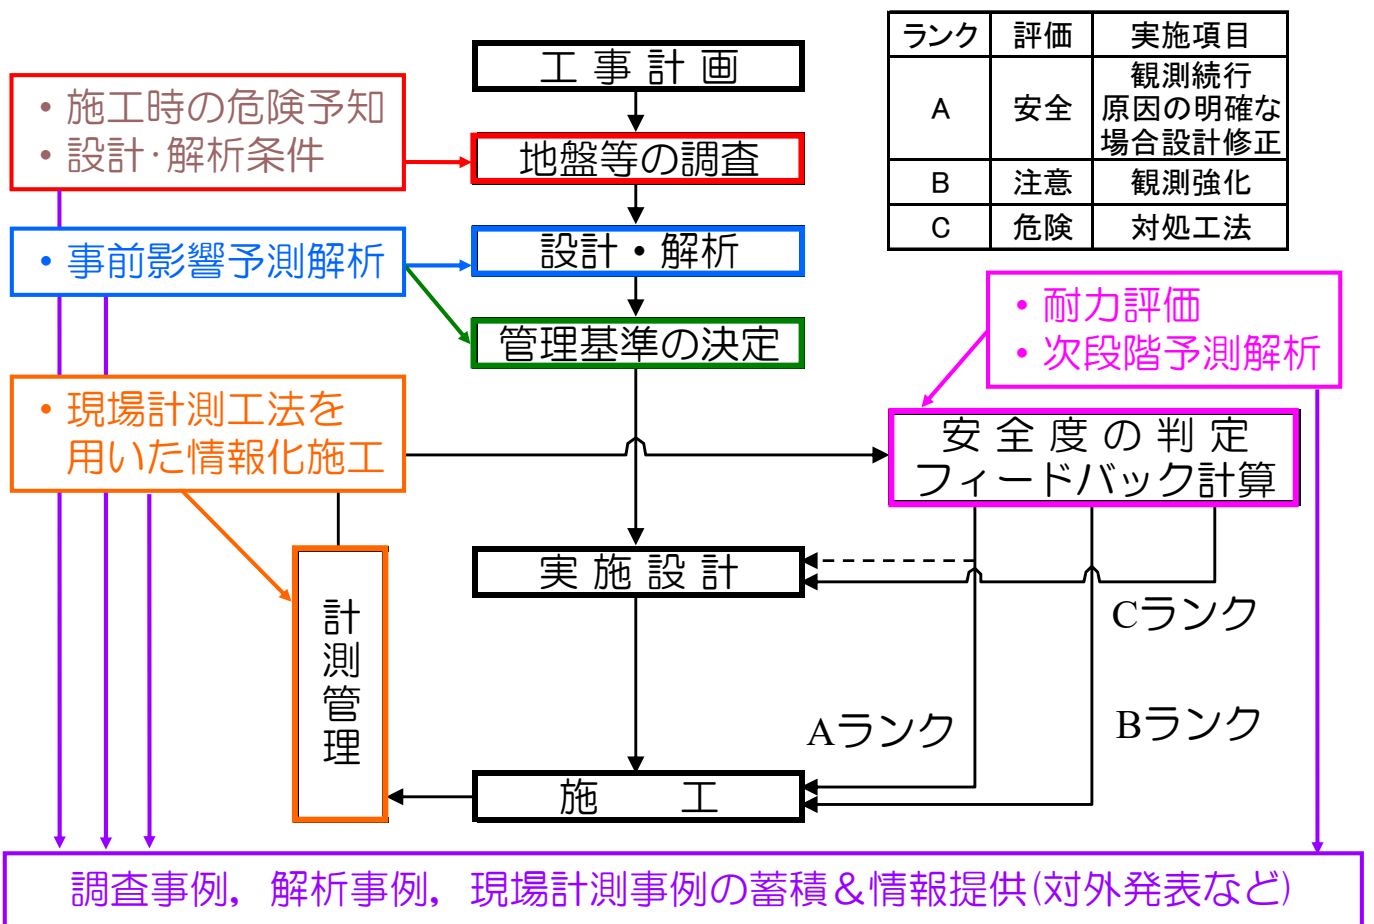 工事計画
・施工時の危険予知
・設計・解析条件
地盤等の調査
・事前影響予測解析
設計・解析
管理基準の決定
・現場計測工法を
用いた情報化施工
ランク 評価 実施項目
A 安全 観測続行
原因の明確な
場合設計修正
B 注意 観測強化
C 危険 対処工法
・耐力評価
・次段階予測解析
安全度の判定
フィードバック計算
実施設計
計測管理
Cランク
Aランク
Bランク
施工
調査事例，解析事例，現場計測事例の蓄積＆情報提供(対外発表など)